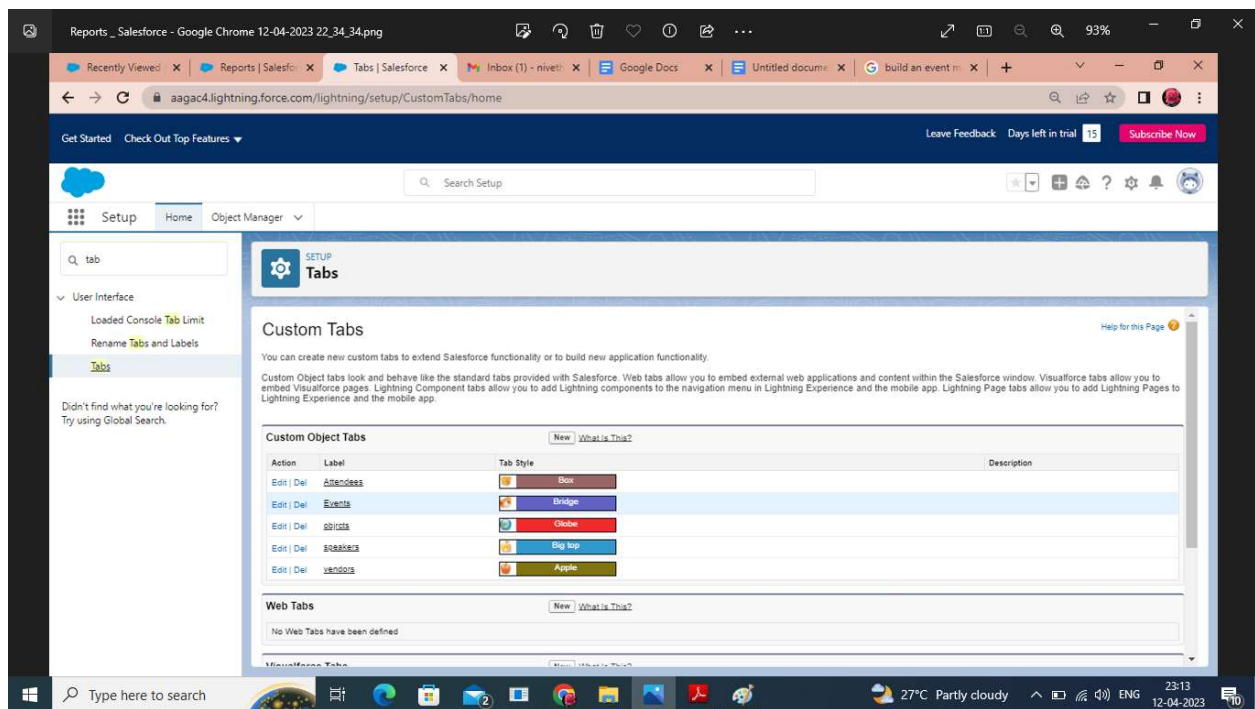 Reports _ Salesforce - Google Chrome 12-04-2023 22_34_34.png
93%
Recently Viewed
Reports | Salesfor
Tabs | Salesforce
Inbox (1) - niveth
Google Docs
Untitled docume
build an event m
aagac4.lightning.force.com/lightning/setup/CustomTabs/home
Get Started Check Out Top Features
Leave Feedback Days left in trial 15 Subscribe Now
Search Setup
Setup Home Object Manager
tab
User Interface
Loaded Console Tab Limit
Rename Tabs and Labels
Tabs
Didn't find what you're looking for?
Try using Global Search.
SETUP
Tabs
Custom Tabs
Help for this Page
You can create new custom tabs to extend Salesforce functionality or to build new application functionality.
Custom Object tabs look and behave like the standard tabs provided with Salesforce. Web tabs allow you to embed external web applications and content within the Salesforce window. Visualforce tabs allow you to
embed Visualforce pages. Lightning Component tabs allow you to add Lightning components to the navigation menu in Lightning Experience and the mobile app. Lightning Page tabs allow you to add Lightning Pages to
Lightning Experience and the mobile app.
Custom Object Tabs New What Is This?
Action Label Tab Style Description
Edit | Del Attendees Box
Edit | Del Events Bridge
Edit | Del Globe
Edit | Del speakers Big top
Edit | Del vendors Apple
Web Tabs New What Is This?
No Web Tabs have been defined
Visualforce Tabs New What Is This?
Type here to search
2
27°C Partly cloudy
ENG
23:13
12-04-2023
10